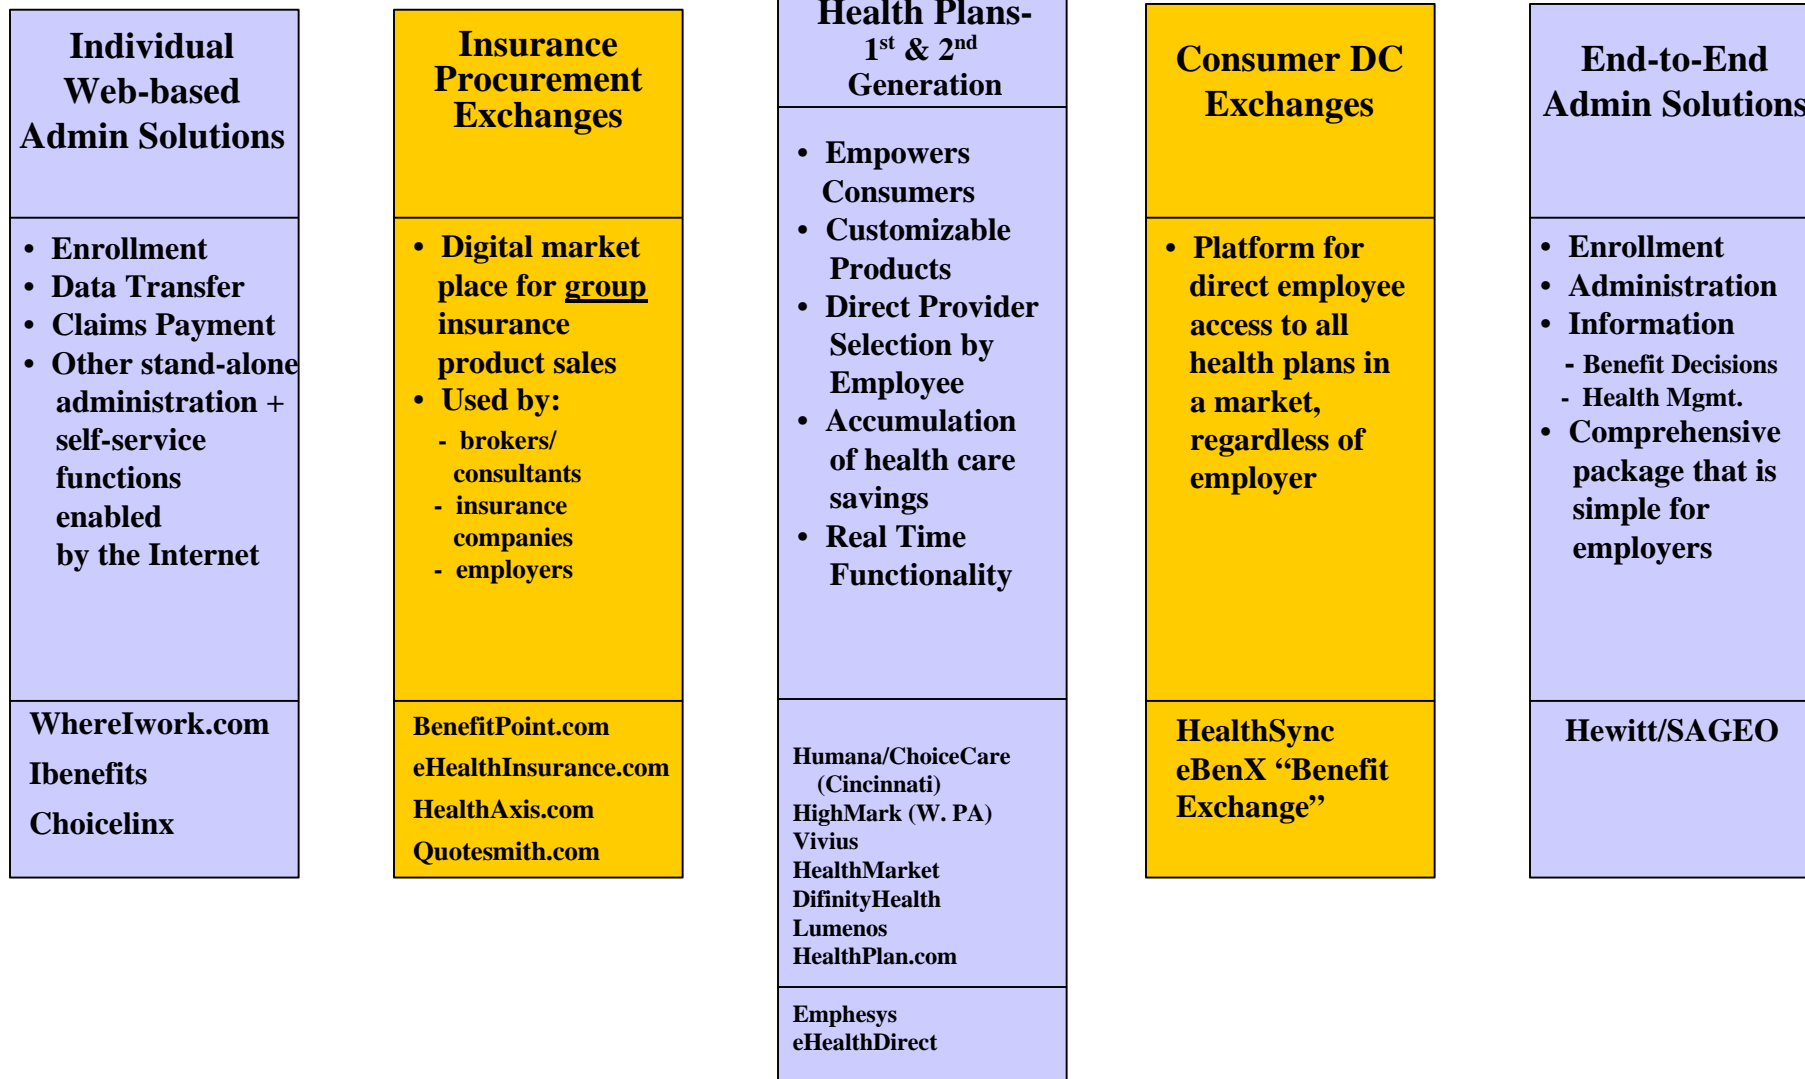 Individual
Web-based
Admin Solutions
• Enrollment
• Data Transfer
• Claims Payment
• Other stand-alone
administration +
self-service
functions
enabled
by the Internet
WhereIwork.com
Ibenefits
Choicelinx
Insurance
Procurement
Exchanges
• Digital market
place for group
insurance
product sales
• Used by:
- brokers/
consultants
- insurance
companies
- employers
BenefitPoint.com
eHealthInsurance.com
HealthAxis.com
Quotesmith.com
Health Plans-
1st & 2nd
Generation
• Empowers
Consumers
• Customizable
Products
• Direct Provider
Selection by
Employee
• Accumulation
of health care
savings
• Real Time
Functionality
Humana/ChoiceCare
(Cincinnati)
HighMark (W. PA)
Vivius
HealthMarket
DifinityHealth
Lumenos
HealthPlan.com
Emphesys
eHealthDirect
Consumer DC
Exchanges
• Platform for
direct employee
access to all
health plans in
a market,
regardless of
employer
HealthSync
eBenX “Benefit
Exchange”
End-to-End
Admin Solutions
• Enrollment
• Administration
• Information
- Benefit Decisions
- Health Mgmt.
• Comprehensive
package that is
simple for
employers
Hewitt/SAGEO